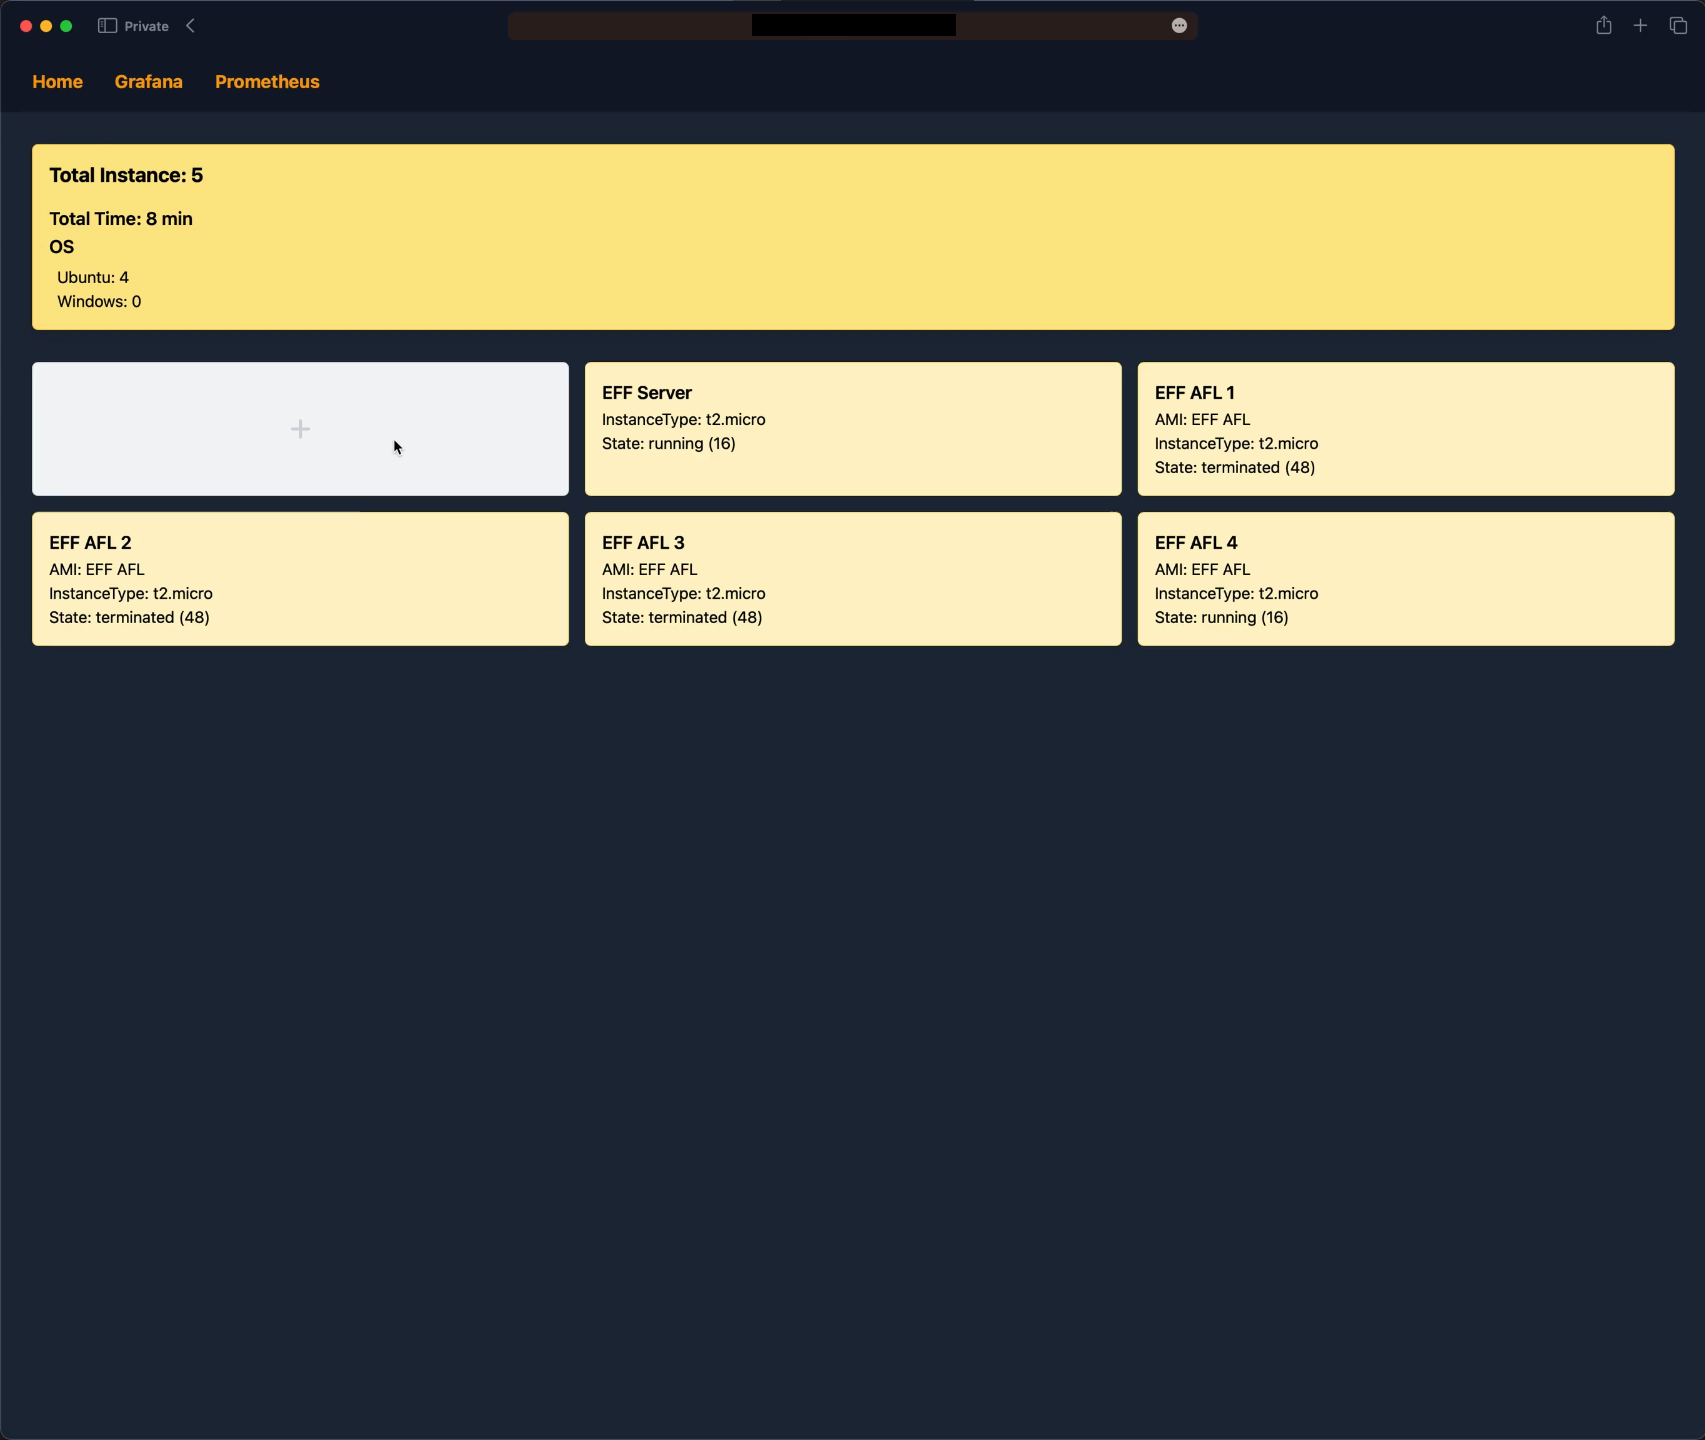 Private
Home Grafana Prometheus
Total Instance: 5
Total Time: 8 min
OS
Ubuntu: 4
Windows: 0
EFF Server
InstanceType: t2.micro
State: running (16)
EFF AFL 1
AMI: EFF AFL
InstanceType: t2.micro
State: terminated (48)
EFF AFL 2
AMI: EFF AFL
InstanceType: t2.micro
State: terminated (48)
EFF AFL 3
AMI: EFF AFL
InstanceType: t2.micro
State: terminated (48)
EFF AFL 4
AMI: EFF AFL
InstanceType: t2.micro
State: running (16)